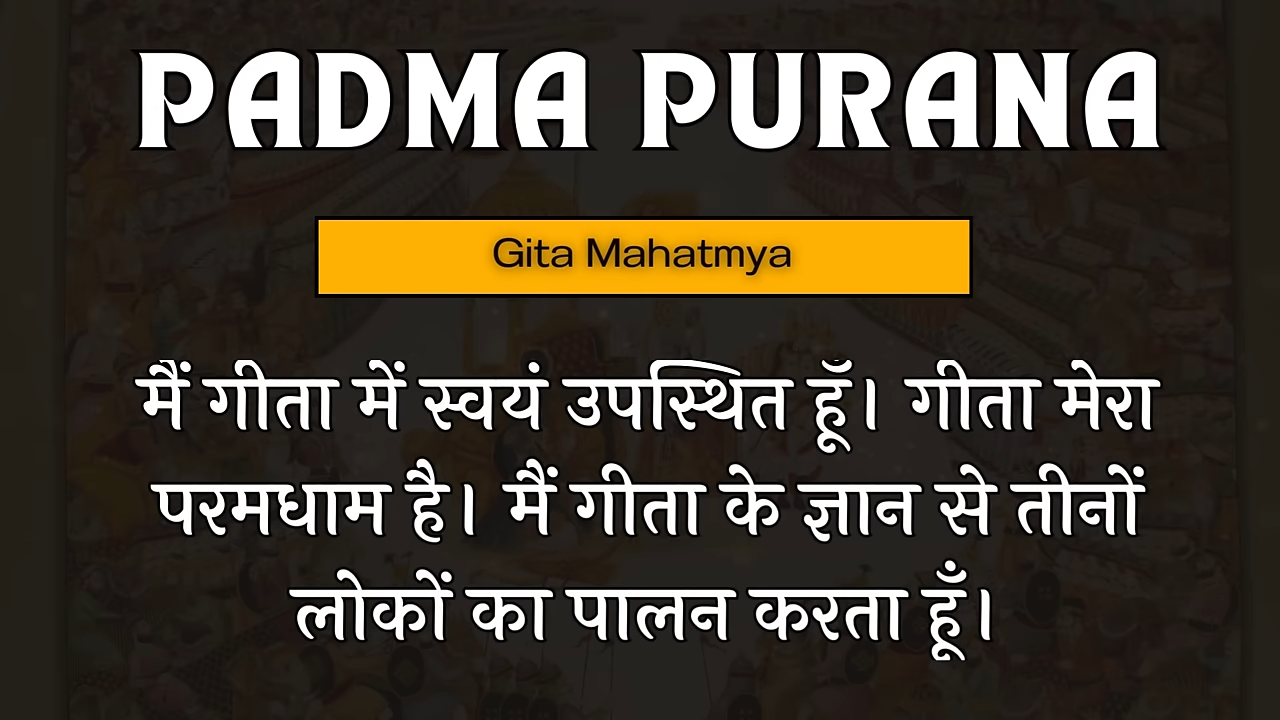 PADMA PURANA
Gita Mahatmya
मैं गीता में स्वयं उपस्थित हूँ। गीता मेरा
परमधाम है। मैं गीता के ज्ञान से तीनों
लोकों का पालन करता हूँ।